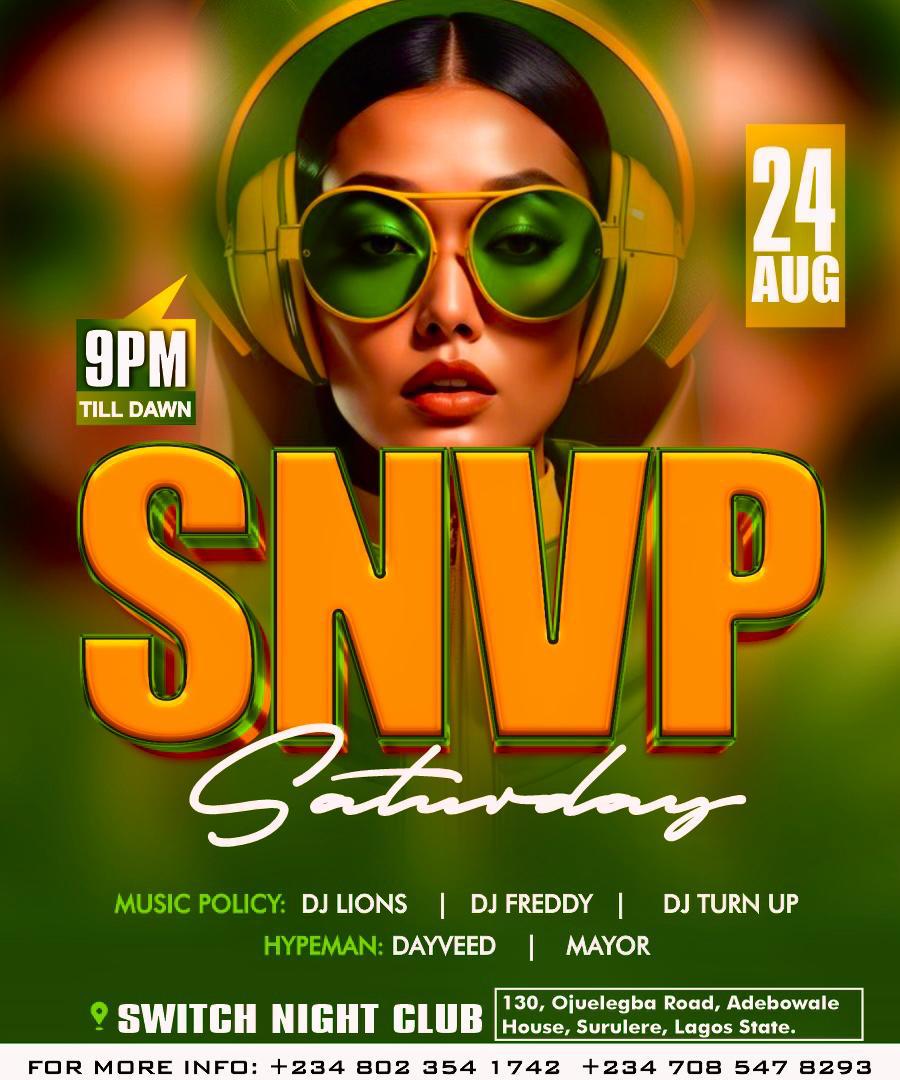 24
AUG
9PM
TILL DAWN
SNVP
Saturday
MUSIC POLICY: DJ LIONS | DJ FREDDY | DJ TURN UP
HYPEMAN: DAYVEED | MAYOR
SWITCH NIGHT CLUB
130, Ojuelegba Road, Adebowale
House, Surulere, Lagos State.
FOR MORE INFO: +234 802 354 1742 +234 708 547 8293